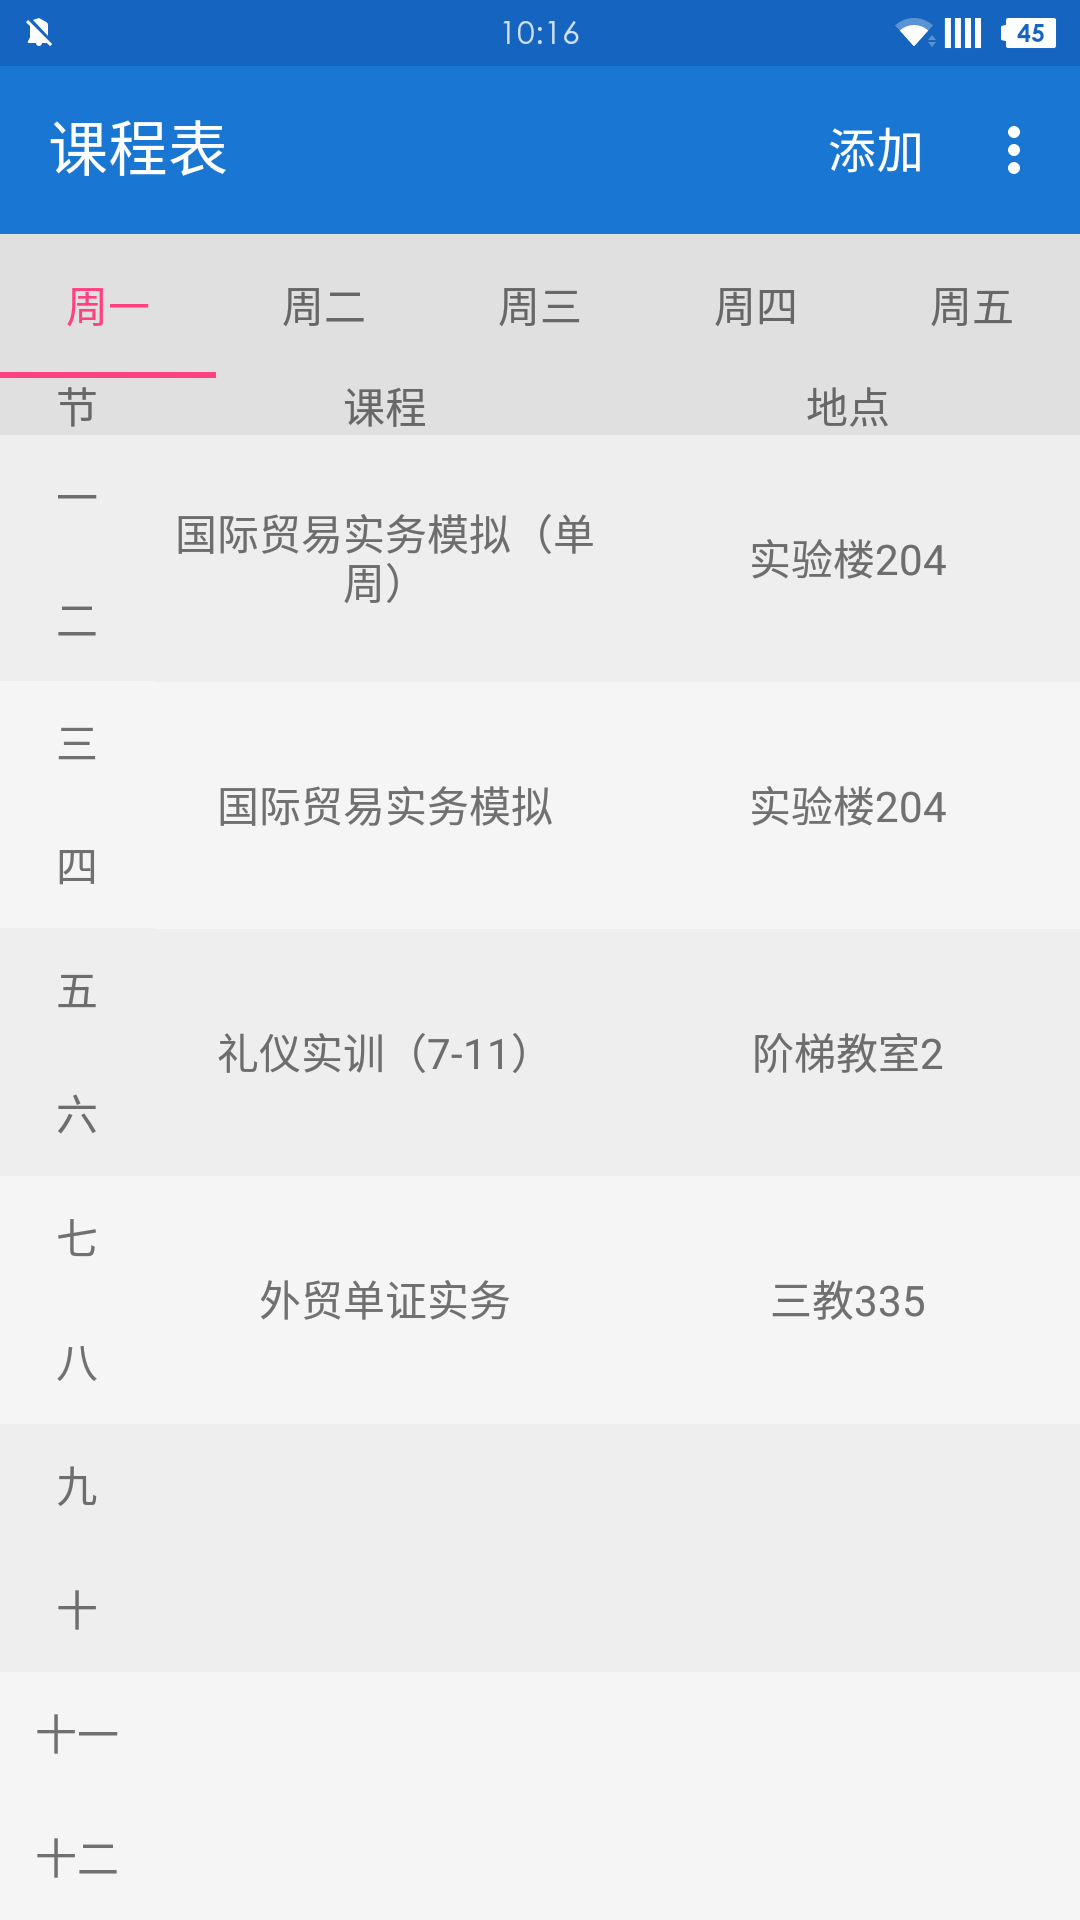 10:16
45
课程表
添加
周一 周二 周三 周四 周五
节 课程 地点
一
国际贸易实务模拟（单
周）
实验楼204
二
三
国际贸易实务模拟 实验楼204
四
五
礼仪实训（7-11） 阶梯教室2
六
七
外贸单证实务 三教335
八
九
十
十一
十二